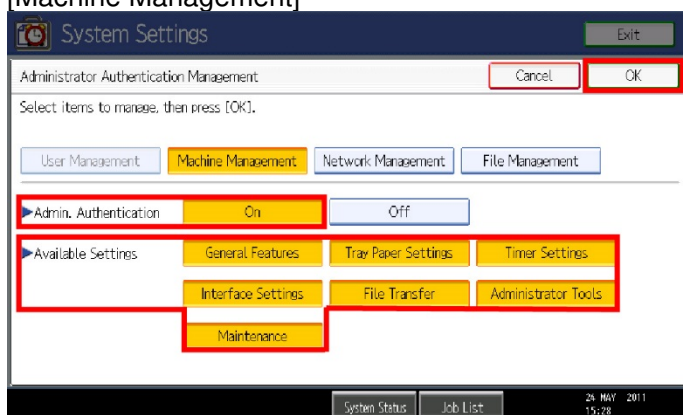 [Machine Management]
System Settings
Exit
Administrator Authentication Management
Cancel
OK
Select items to manage, then press [OK].
User Management
Machine Management
Network Management
File Management
►Admin. Authentication
On
Off
►Available Settings
General Features
Tray Paper Settings
Timer Settings
Interface Settings
File Transfer
Administrator Tools
Maintenance
System Status
Job List
24 MAY 2011
15:28